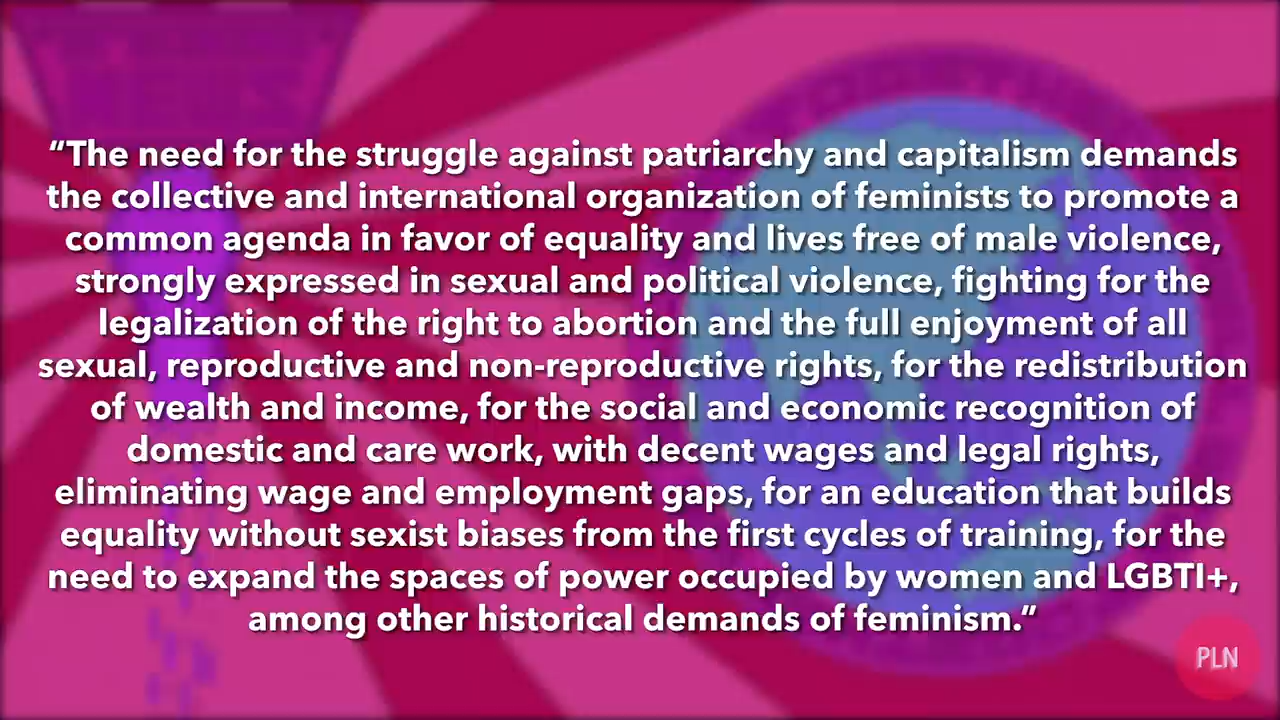 “The need for the struggle against patriarchy and capitalism demands
the collective and international organization of feminists to promote a
common agenda in favor of equality and lives free of male violence,
strongly expressed in sexual and political violence, fighting for the
legalization of the right to abortion and the full enjoyment of all
sexual, reproductive and non-reproductive rights, for the redistribution
of wealth and income, for the social and economic recognition of
domestic and care work, with decent wages and legal rights,
eliminating wage and employment gaps, for an education that builds
equality without sexist biases from the first cycles of training, for the
need to expand the spaces of power occupied by women and LGBTI+,
among other historical demands of feminism.”
PLN